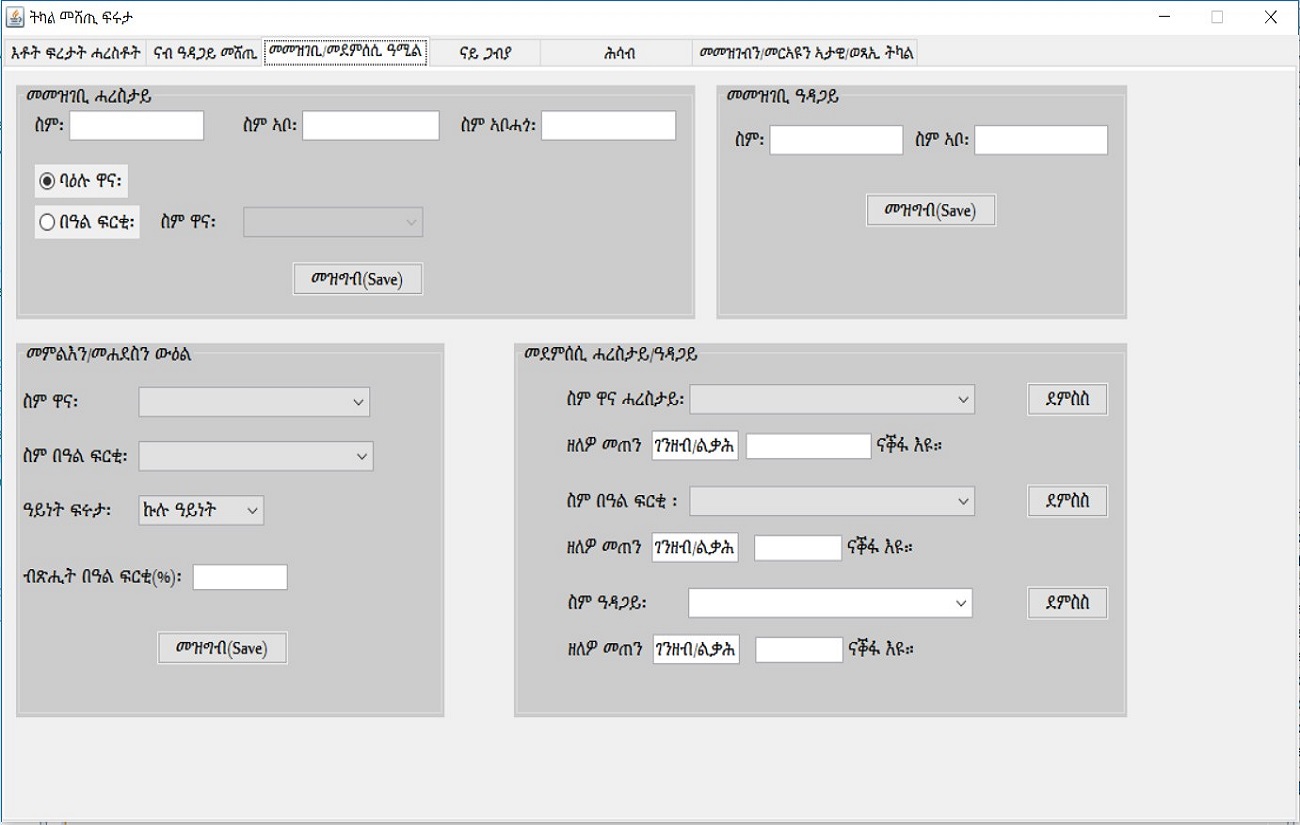 ትካል መሸጢ ፍሩታ
እቶት ፍረታት ሓረስቶት ናብ ዓዳጋይ መሸጢ መመዝገቢ/መደምሰሲ ዓሚል ናይ ጋብያ ሕሳብ መመዝገብን/መርኣዩን ኣታዊ/ወጻኢ ትካል
መመዝገቢ ሓረስታይ
ስም: ስም ኣቦ: ስም ኣቦሓጎ:
ባዕሉ ዋና:
በዓል ፍርቂ: ስም ዋና:
መዝግብ(Save)
መመዝገቢ ዓዳጋይ
ስም: ስም ኣቦ:
መዝግብ(Save)
መምልእን/መሐደስን ውዕል
ስም ዋና:
ስም በዓል ፍርቂ:
ዓይነት ፍሩታ: ኩሉ ዓይነት
ብጽሒት በዓል ፍርቂ(%):
መዝግብ(Save)
መደምሰሲ ሓረስታይ/ዓዳጋይ
ስም ዋና ሓረስታይ: ደምስስ
ዘለዎ መጠን ገንዘብ/ልቃሕ ናቕፋ እዩ።
ስም በዓል ፍርቂ : ደምስስ
ዘለዎ መጠን ገንዘብ/ልቃሕ ናቕፋ እዩ።
ስም ዓዳጋይ: ደምስስ
ዘለዎ መጠን ገንዘብ/ልቃሕ ናቕፋ እዩ።